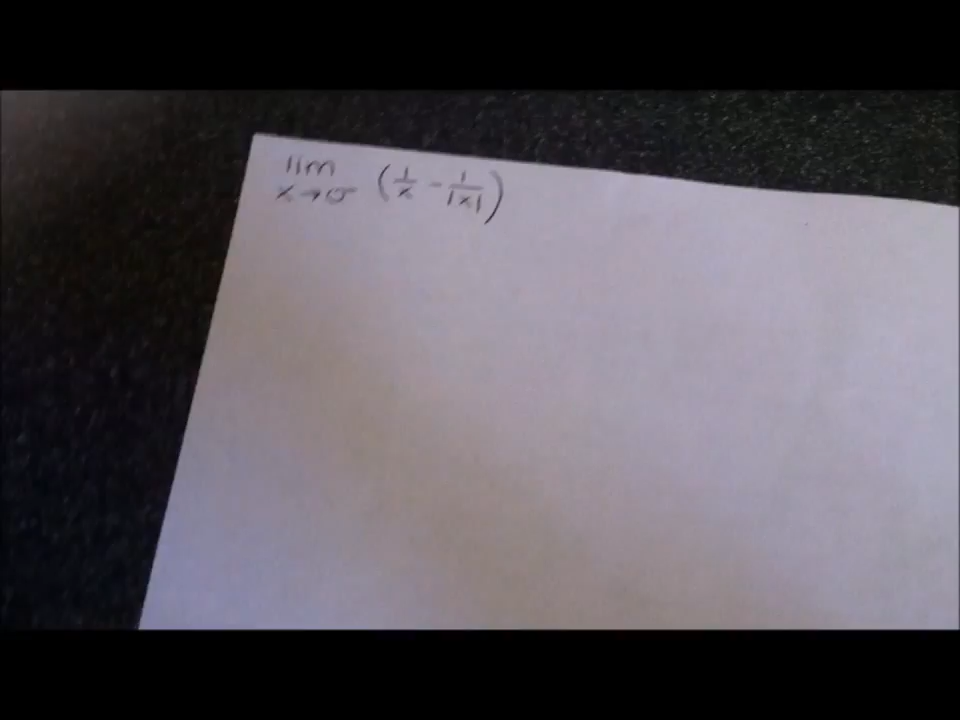 lim x→0⁻ (1/x - 1/|x|)